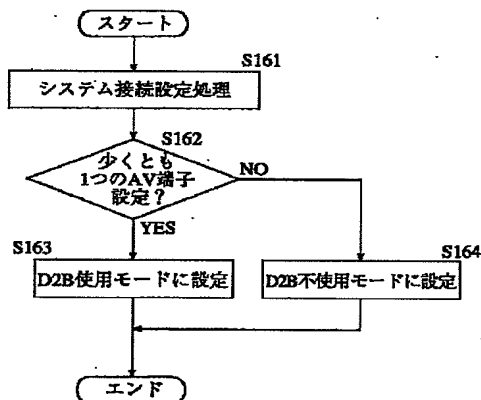 スタート
S161
システム接続設定処理
S162
少くとも
1つのAV端子
設定？
NO
YES
S163
D2B使用モードに設定
S164
D2B不使用モードに設定
エンド